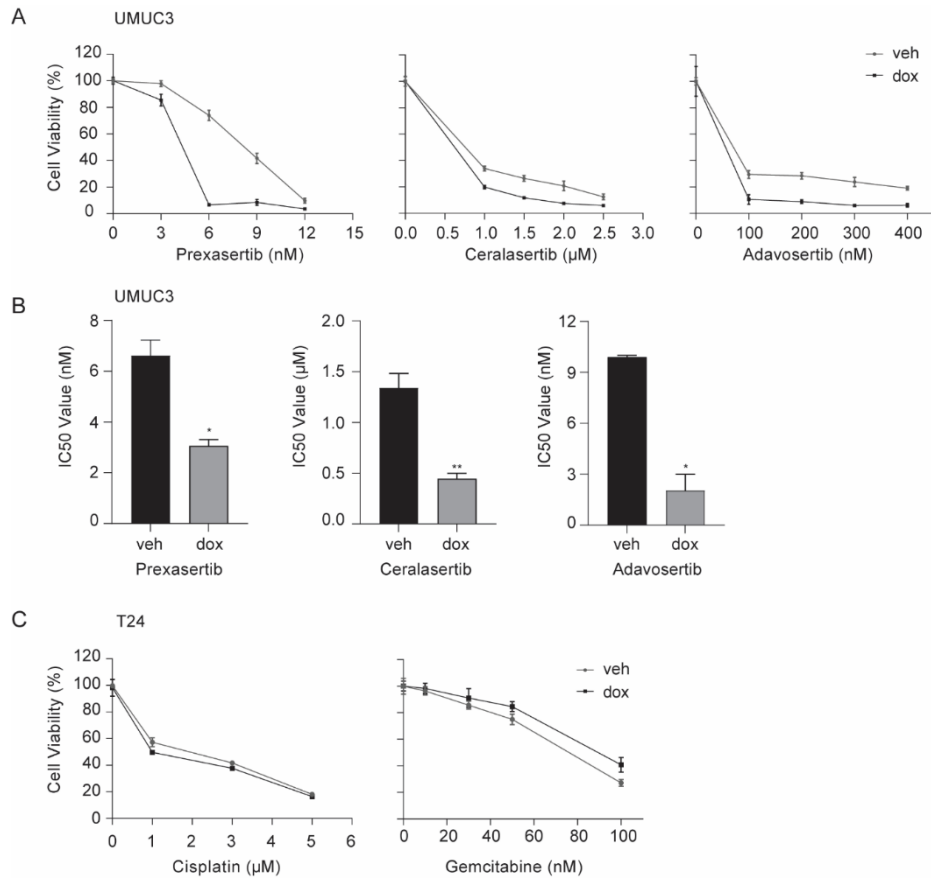 A
UMUC3
veh
dox
Cell Viability (%)
120
100
80
60
40
20
0
0 3 6 9 12 15
Prexasertib (nM)
0.0 0.5 1.0 1.5 2.0 2.5 3.0
Ceralasertib (µM)
0 100 200 300 400
Adavosertib (nM)
B
UMUC3
IC50 Value (nM)
8
6
4
2
0
*
veh dox
Prexasertib
IC50 Value (µM)
2.0
1.5
1.0
0.5
0.0
**
veh dox
Ceralasertib
IC50 Value (nM)
12
9
6
3
0
*
veh dox
Adavosertib
C
T24
veh
dox
Cell Viability (%)
120
100
80
60
40
20
0
0 1 2 3 4 5 6
Cisplatin (µM)
0 20 40 60 80 100
Gemcitabine (nM)